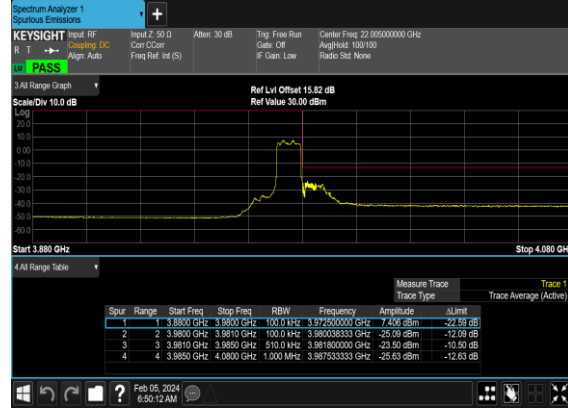 Spectrum Analyzer 1
Spurious Emissions
KEYSIGHT Input: RF Input Z: 50 Ω Atten: 30 dB Trig: Free Run Center Freq: 22.005000000 GHz
R T Coupling: DC Corr CCorr Gate: Off Avg|Hold: 100/100
Align: Auto Freq Ref: Int (S) IF Gain: Low Radio Std: None
PASS
3 All Range Graph
Ref Lvl Offset 15.82 dB
Scale/Div 10.0 dB Ref Value 30.00 dBm
Log
20.0
10.0
0.00
-10.0
-20.0
-30.0
-40.0
-50.0
-60.0
Start 3.880 GHz Stop 4.080 GH
4 All Range Table
Measure Trace Trace 1
Trace Type Trace Average (Active)
Spur Range Start Freq Stop Freq RBW Frequency Amplitude ΔLimit
1 1 3.8800 GHz 3.9800 GHz 100.0 kHz 3.972500000 GHz 7.406 dBm -22.59 dB
2 2 3.9800 GHz 3.9810 GHz 100.0 kHz 3.980038333 GHz -25.09 dBm -12.09 dB
3 3 3.9810 GHz 3.9850 GHz 510.0 kHz 3.981800000 GHz -23.50 dBm -10.50 dB
4 4 3.9850 GHz 4.0800 GHz 1.000 MHz 3.987533333 GHz -25.63 dBm -12.63 dB
Feb 05, 2024
6:50:12 AM